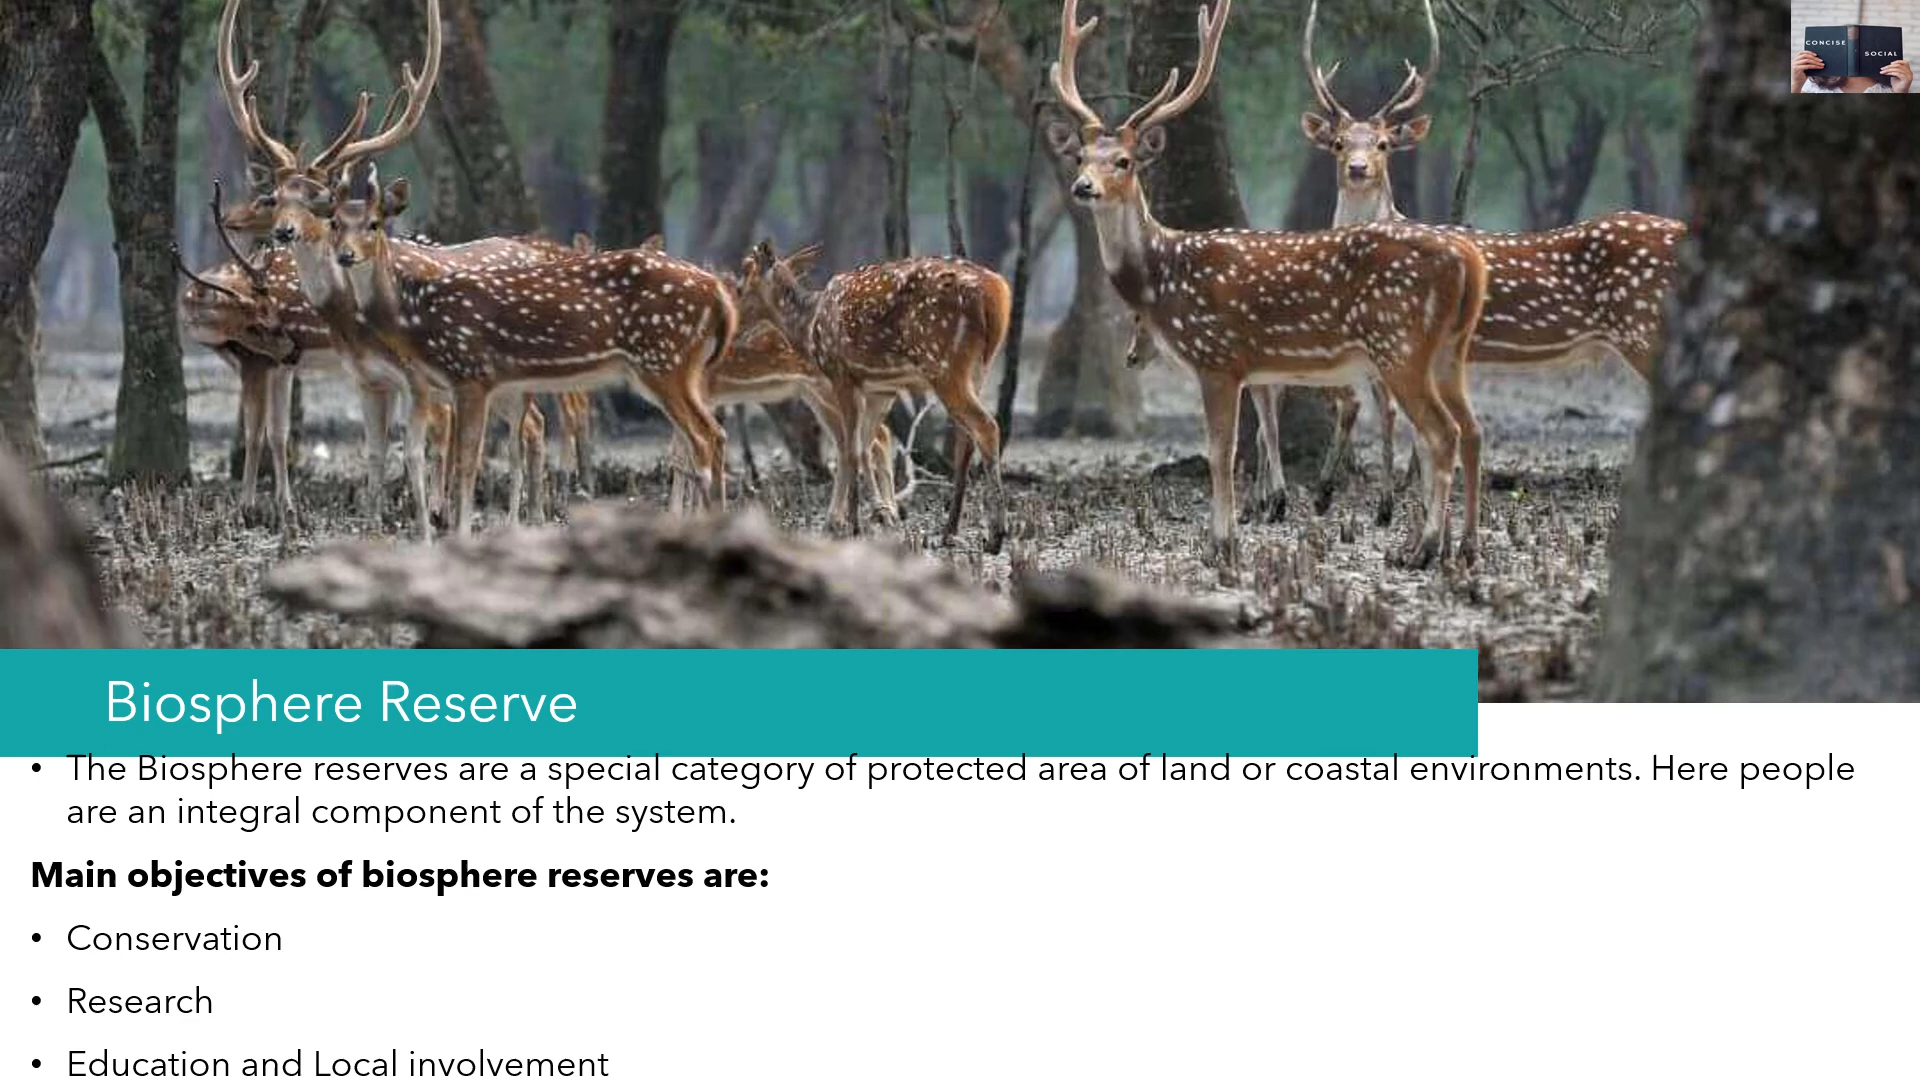 CONCISE
SOCIAL
Biosphere Reserve
• The Biosphere reserves are a special category of protected area of land or coastal environments. Here people
are an integral component of the system.
Main objectives of biosphere reserves are:
• Conservation
• Research
• Education and Local involvement